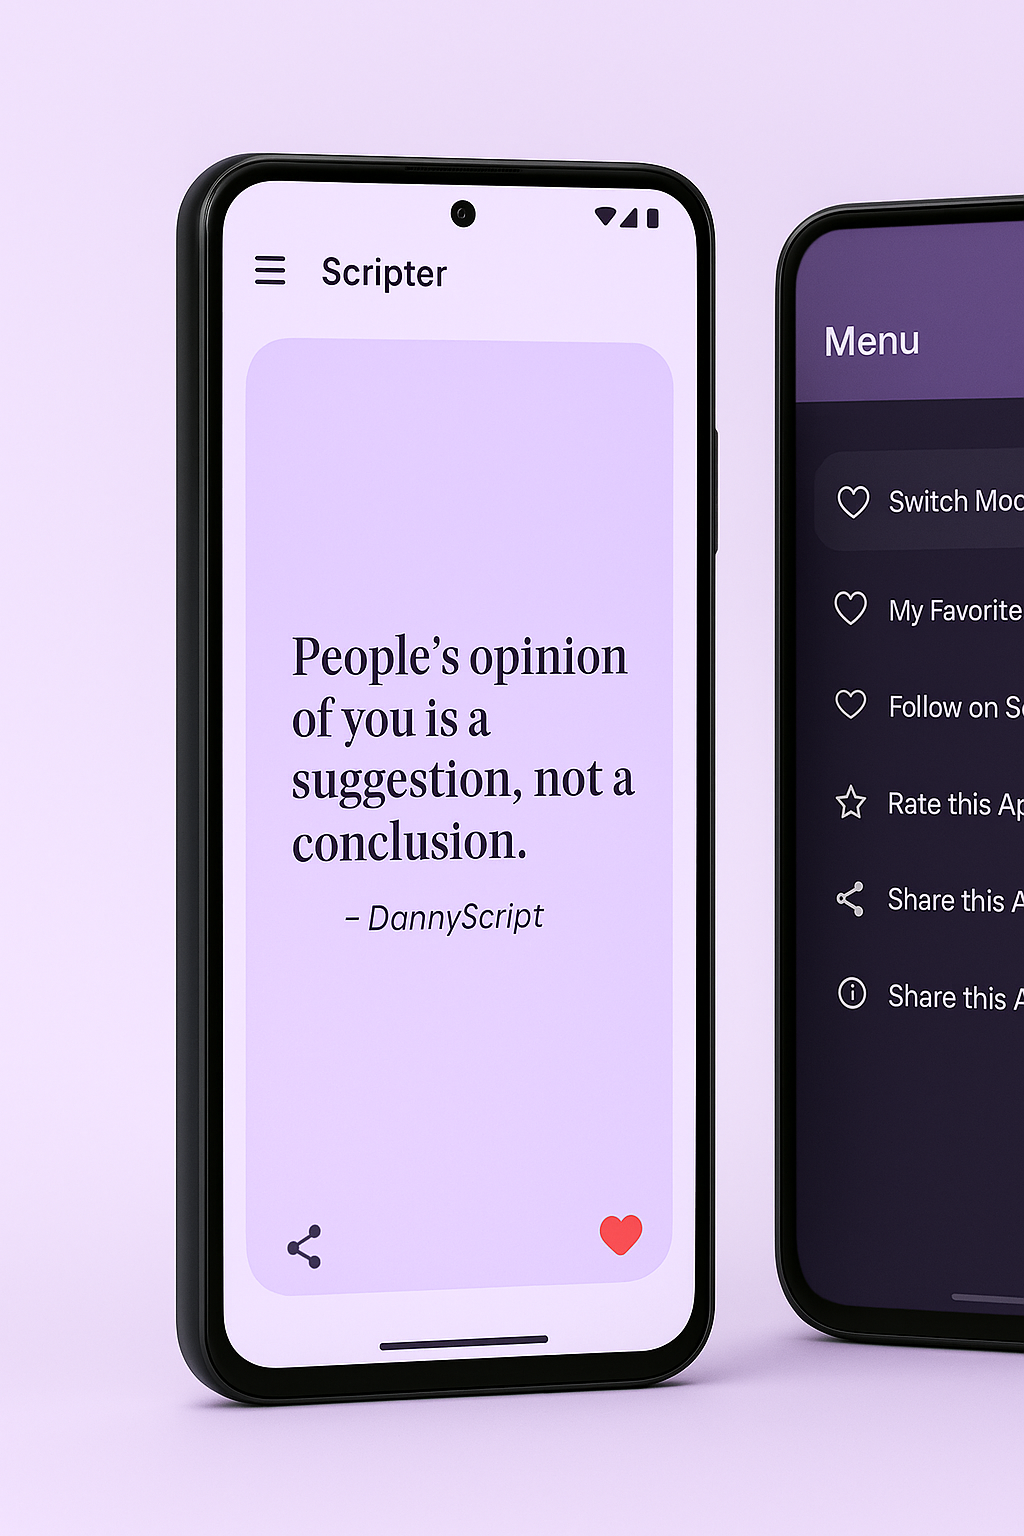 Scripter
People's opinion
of you is a
suggestion, not a
conclusion.
– DannyScript
Menu
Switch Moo
My Favorite
Follow on S
Rate this Ap
Share this A
Share this A